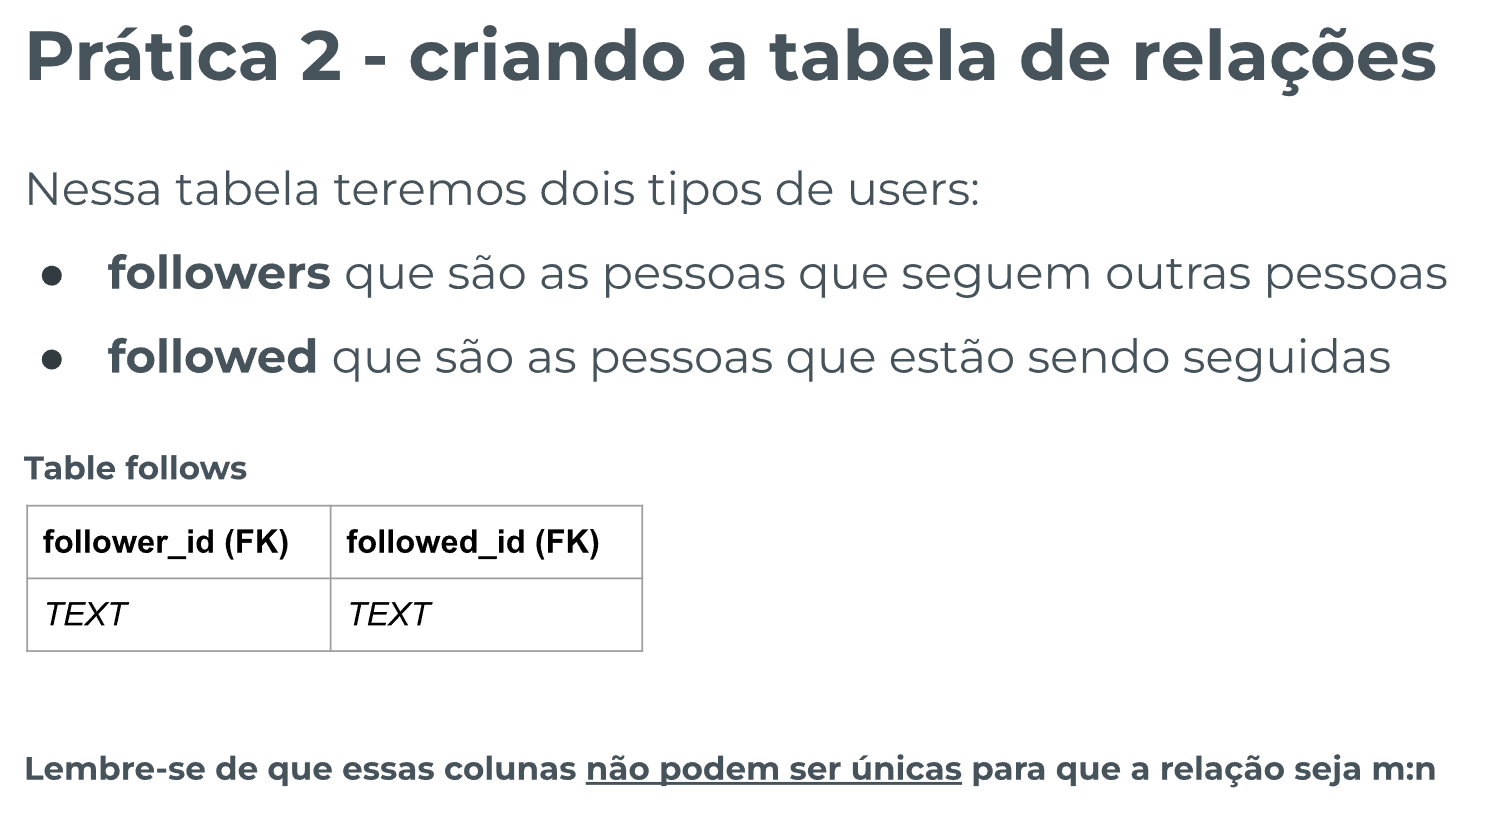 Prática 2 - criando a tabela de relações
Nessa tabela teremos dois tipos de users:
● followers que são as pessoas que seguem outras pessoas
● followed que são as pessoas que estão sendo seguidas
Table follows
follower_id (FK) followed_id (FK)
TEXT TEXT
Lembre-se de que essas colunas não podem ser únicas para que a relação seja m:n